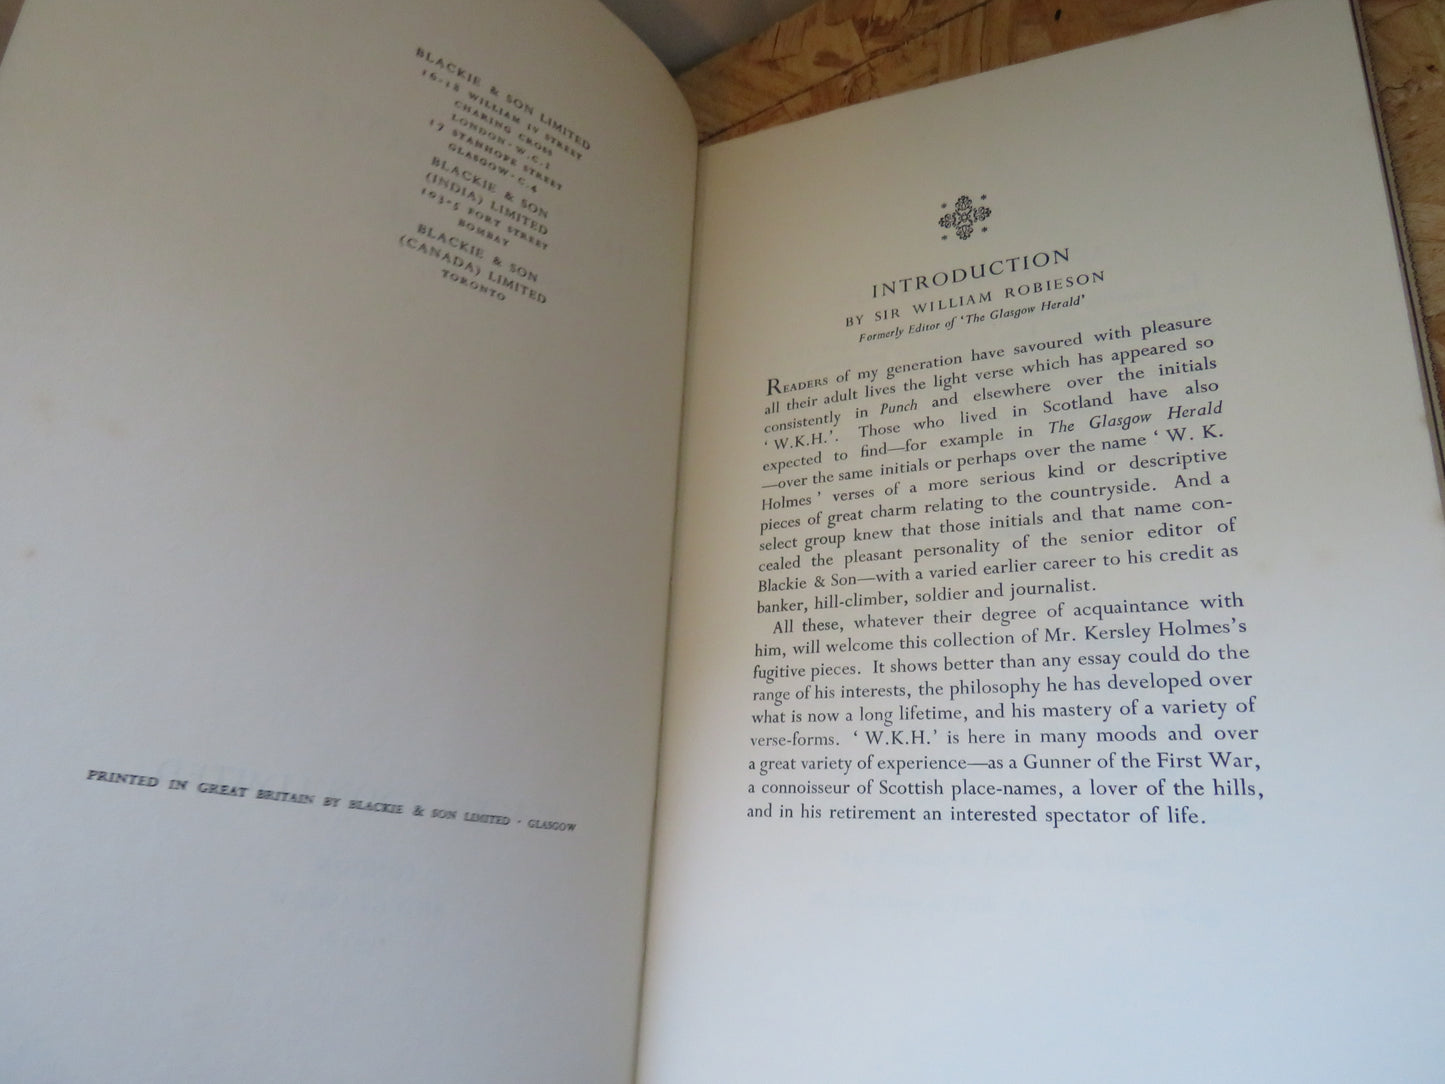 BLACKIE & SON LIMITED
16-18 WILLIAM IV STREET
CHARING CROSS
LONDON · W.C.2
17 STANHOPE STREET
GLASGOW · C.4
BLACKIE & SON
(INDIA) LIMITED
103-5 FORT STREET
BOMBAY
BLACKIE & SON
(CANADA) LIMITED
TORONTO
PRINTED IN GREAT BRITAIN BY BLACKIE & SON LIMITED · GLASGOW
INTRODUCTION
BY SIR WILLIAM ROBIESON
Formerly Editor of ‘The Glasgow Herald’
READERS of my generation have savoured with pleasure
all their adult lives the light verse which has appeared so
consistently in Punch and elsewhere over the initials
‘ W.K.H.’. Those who lived in Scotland have also
expected to find—for example in The Glasgow Herald
—over the same initials or perhaps over the name ‘ W. K.
Holmes ’ verses of a more serious kind or descriptive
pieces of great charm relating to the countryside. And a
select group knew that those initials and that name con-
cealed the pleasant personality of the senior editor of
Blackie & Son—with a varied earlier career to his credit as
banker, hill-climber, soldier and journalist.
All these, whatever their degree of acquaintance with
him, will welcome this collection of Mr. Kersley Holmes’s
fugitive pieces. It shows better than any essay could do the
range of his interests, the philosophy he has developed over
what is now a long lifetime, and his mastery of a variety of
verse-forms. ‘ W.K.H.’ is here in many moods and over
a great variety of experience—as a Gunner of the First War,
a connoisseur of Scottish place-names, a lover of the hills,
and in his retirement an interested spectator of life.